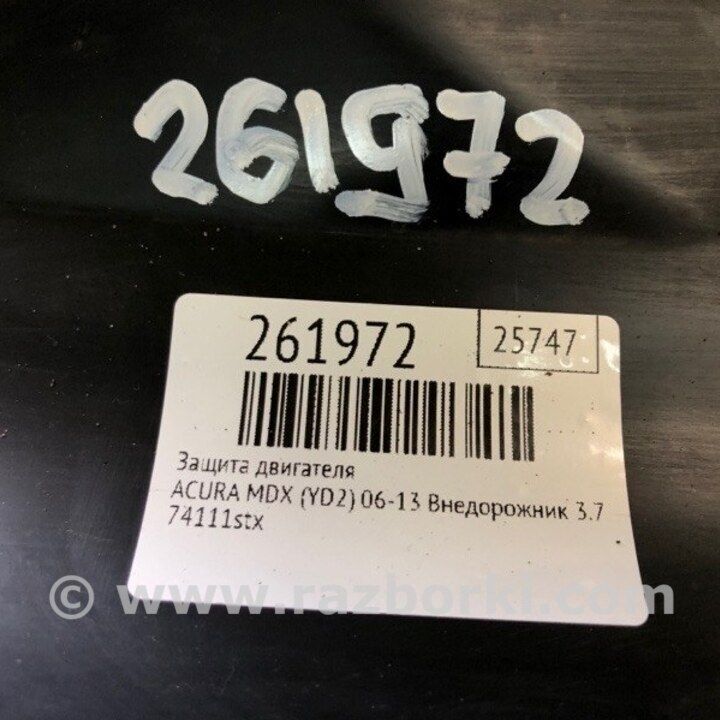 261972
261972
25747
Защита двигателя
ACURA MDX (YD2) 06-13 Внедорожник 3.7
74111stx
© www.razborki.com